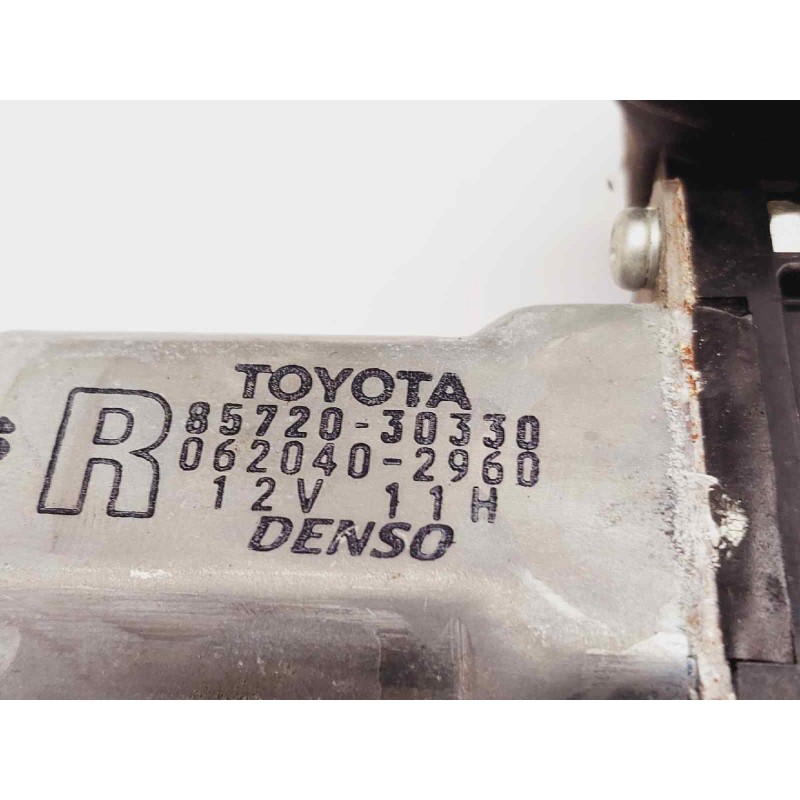 TOYOTA
R 85720-30330
062040-2960
12V 11H
DENSO